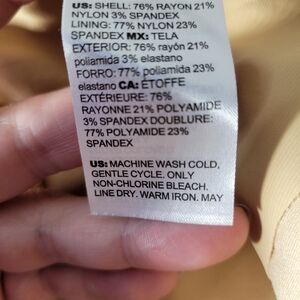 US: SHELL: 76% RAYON 21%
NYLON 3% SPANDEX
LINING: 77% NYLON 23%
SPANDEX MX: TELA
EXTERIOR: 76% rayón 21%
poliamida 3% elastano
FORRO: 77% poliamida 23%
elastano CA: ÉTOFFE
EXTÉRIEURE: 76%
RAYONNE 21% POLYAMIDE
3% SPANDEX DOUBLURE:
77% POLYAMIDE 23%
SPANDEX
US: MACHINE WASH COLD,
GENTLE CYCLE. ONLY
NON-CHLORINE BLEACH.
LINE DRY. WARM IRON. MAY